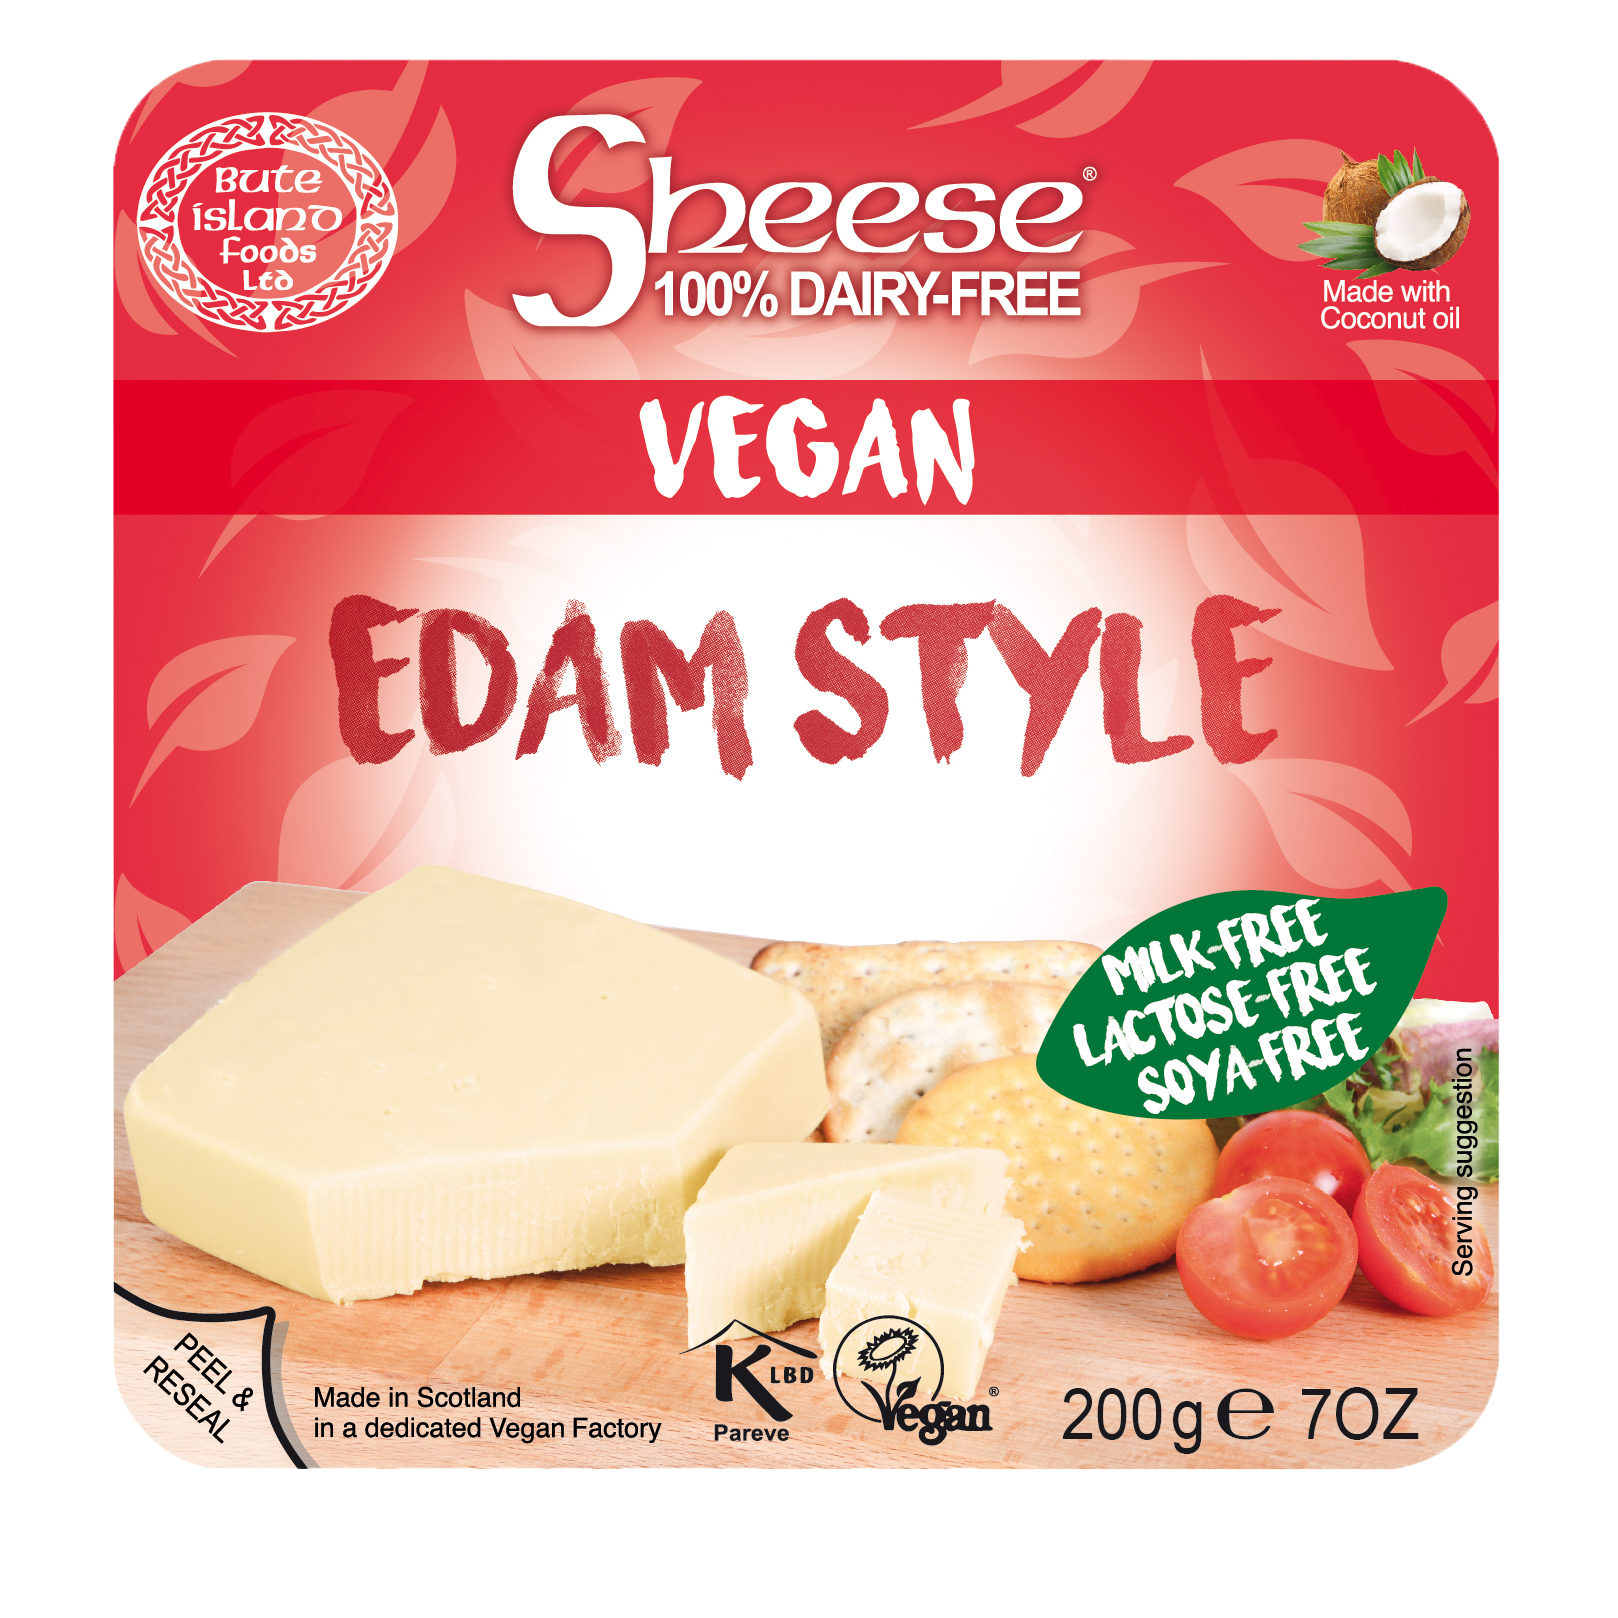 Bute
island
foods
Ltd
Sheese®
100% DAIRY-FREE
Made with
Coconut oil
VEGAN
EDAM STYLE
MILK-FREE
LACTOSE-FREE
SOYA-FREE
Serving suggestion
PEEL &
RESEAL
Made in Scotland
in a dedicated Vegan Factory
K LBD
Pareve
Vegan®
200g ℮ 7OZ